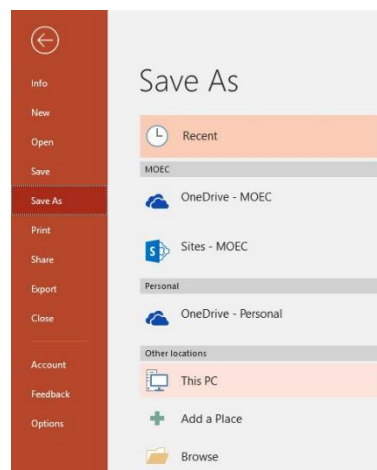 Info
New
Open
Save
Save As
Print
Share
Export
Close
Account
Feedback
Options
Save As
Recent
MOEC
OneDrive - MOEC
S
Sites - MOEC
Personal
OneDrive - Personal
Other locations
This PC
Add a Place
Browse